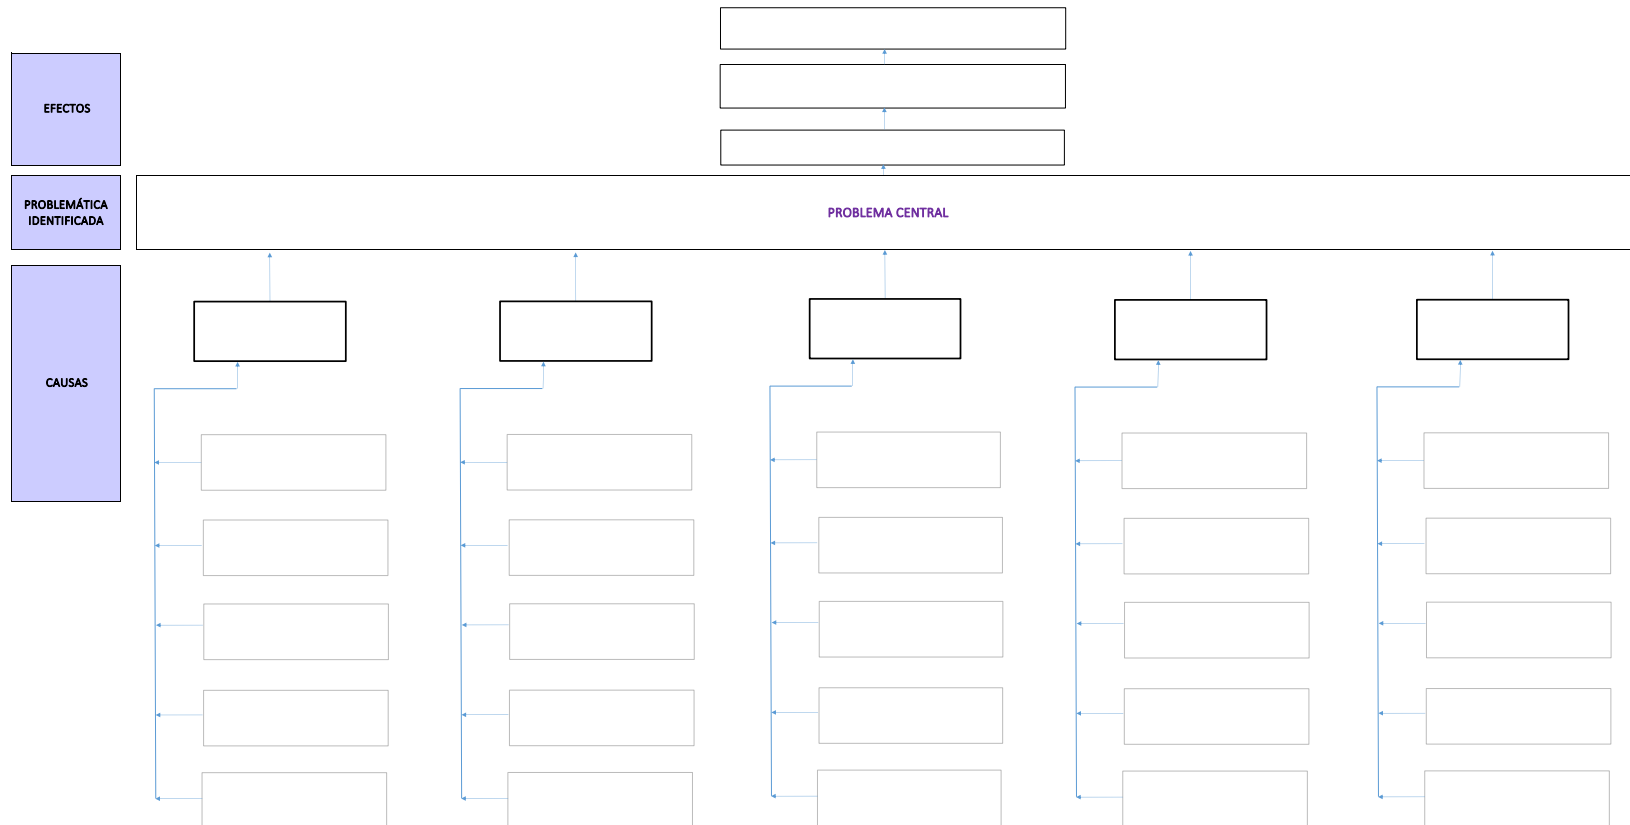 EFECTOS
PROBLEMÁTICA
IDENTIFICADA
PROBLEMA CENTRAL
CAUSAS